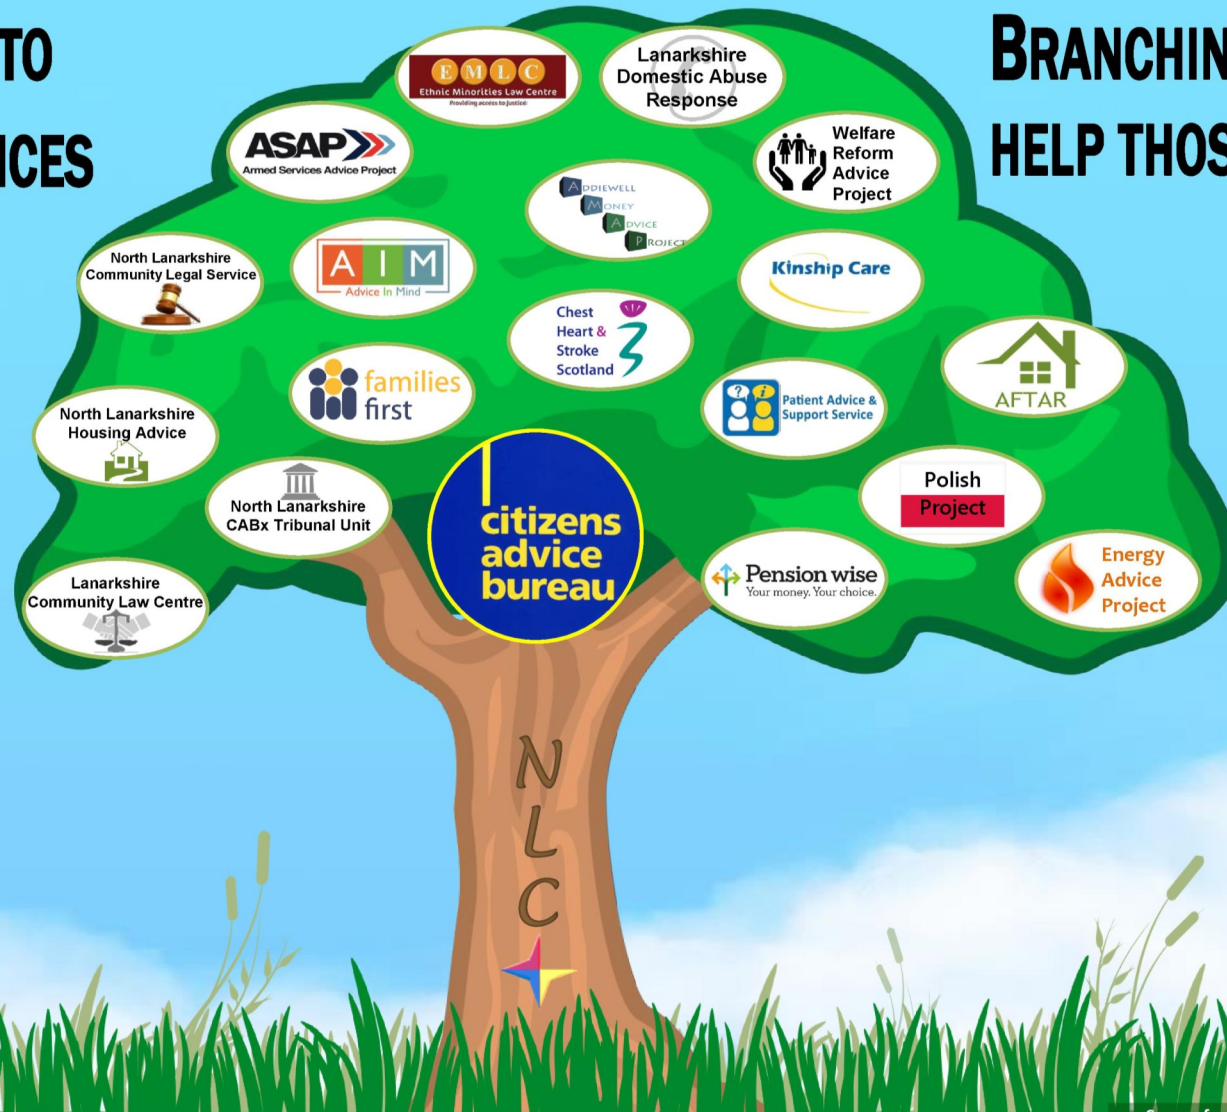 TO
ICES
BRANCHIN
HELP THOS
E M L C
Ethnic Minorities Law Centre
Providing access to justice
Lanarkshire
Domestic Abuse
Response
ASAP
Armed Services Advice Project
Welfare
Reform
Advice
Project
ADDIEWELL
MONEY
ADVICE
PROJECT
North Lanarkshire
Community Legal Service
A I M
Advice In Mind
Kinship Care
Chest
Heart &
Stroke
Scotland
AFTAR
families
first
? i
Patient Advice &
Support Service
North Lanarkshire
Housing Advice
North Lanarkshire
CABx Tribunal Unit
citizens
advice
bureau
Polish
Project
Pension wise
Your money. Your choice.
Energy
Advice
Project
Lanarkshire
Community Law Centre
N
L
C